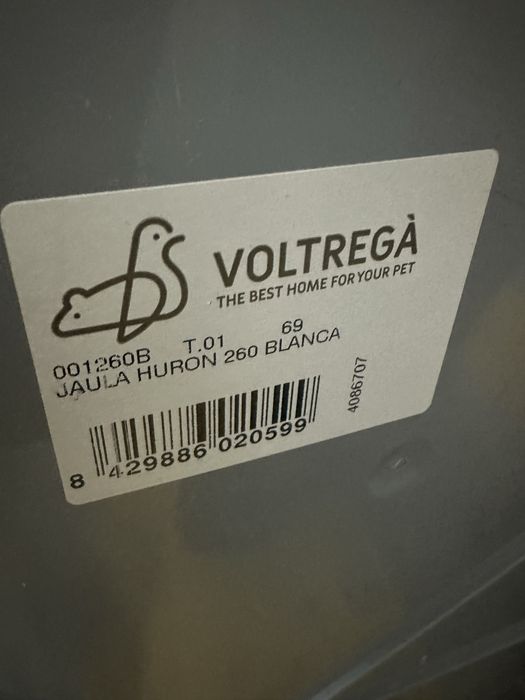 VOLTREGÀ
THE BEST HOME FOR YOUR PET
001260B T.01 69
JAULA HURON 260 BLANCA
4086707
8 429886 020599